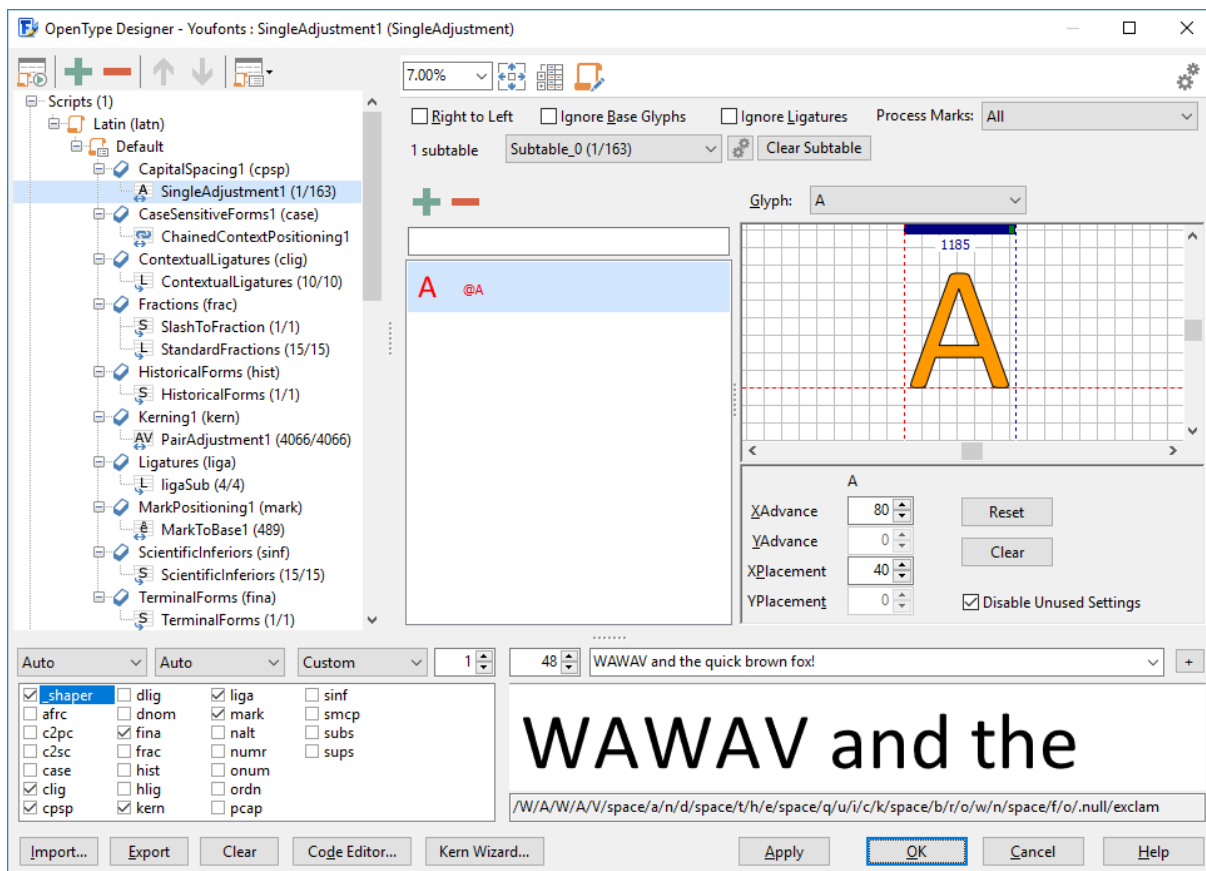 OpenType Designer - Youfonts : SingleAdjustment1 (SingleAdjustment)
7.00%
Scripts (1)
Latin (latn)
Default
CapitalSpacing1 (cpsp)
SingleAdjustment1 (1/163)
CaseSensitiveForms1 (case)
ChainedContextPositioning1
ContextualLigatures (clig)
ContextualLigatures (10/10)
Fractions (frac)
SlashToFraction (1/1)
StandardFractions (15/15)
HistoricalForms (hist)
HistoricalForms (1/1)
Kerning1 (kern)
PairAdjustment1 (4066/4066)
Ligatures (liga)
ligaSub (4/4)
MarkPositioning1 (mark)
MarkToBase1 (489)
ScientificInferiors (sinf)
ScientificInferiors (15/15)
TerminalForms (fina)
TerminalForms (1/1)
Right to Left Ignore Base Glyphs Ignore Ligatures Process Marks: All
1 subtable Subtable_0 (1/163) Clear Subtable
A @A
Glyph: A
1185
A
A
XAdvance 80 Reset
YAdvance 0
Clear
XPlacement 40
YPlacement 0 Disable Unused Settings
Auto Auto Custom 1 48 WAWAV and the quick brown fox! +
_shaper dlig liga sinf
afrc dnom mark smcp
c2pc fina nalt subs
c2sc frac numr sups
case hist onum
clig hlig ordn
cpsp kern pcap
WAWAV and the
/W/A/W/A/V/space/a/n/d/space/t/h/e/space/q/u/i/c/k/space/b/r/o/w/n/space/f/o/.null/exclam
Import... Export Clear Code Editor... Kern Wizard... Apply OK Cancel Help